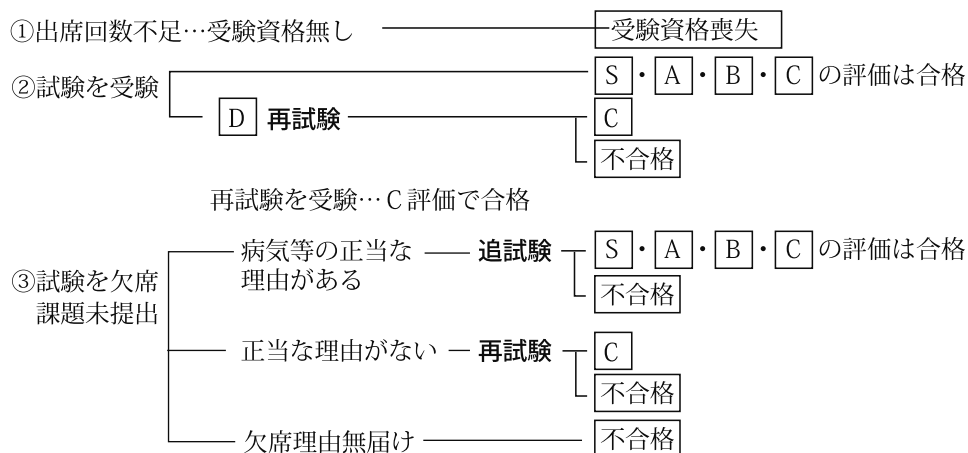 ①出席回数不足…受験資格無し 受験資格喪失
②試験を受験 S・A・B・Cの評価は合格
D 再試験 C
不合格
再試験を受験…C評価で合格
③試験を欠席
課題未提出
病気等の正当な
理由がある
追試験 S・A・B・Cの評価は合格
不合格
正当な理由がない 再試験 C
不合格
欠席理由無届け 不合格